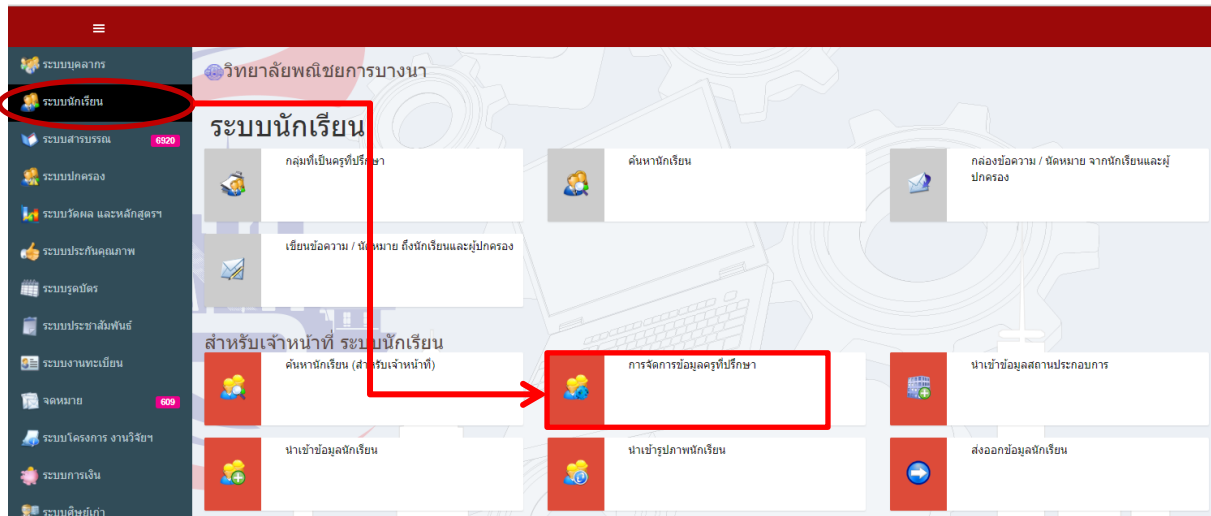 ระบบบุคลากร
ระบบนักเรียน
ระบบสารบรรณ 6920
ระบบปกครอง
ระบบวัดผล และหลักสูตรฯ
ระบบประกันคุณภาพ
ระบบรูดบัตร
ระบบประชาสัมพันธ์
ระบบงานทะเบียน
จดหมาย 609
ระบบโครงการ งานวิจัยฯ
ระบบการเงิน
ระบบศิษย์เก่า
วิทยาลัยพณิชยการบางนา
ระบบนักเรียน
กลุ่มที่เป็นครูที่ปรึกษา
ค้นหานักเรียน
กล่องข้อความ / นัดหมาย จากนักเรียนและผู้
ปกครอง
เขียนข้อความ / นัดหมาย ถึงนักเรียนและผู้ปกครอง
สำหรับเจ้าหน้าที่ ระบบนักเรียน
ค้นหานักเรียน (สำหรับเจ้าหน้าที่)
การจัดการข้อมูลครูที่ปรึกษา
นำเข้าข้อมูลสถานประกอบการ
นำเข้าข้อมูลนักเรียน
นำเข้ารูปภาพนักเรียน
ส่งออกข้อมูลนักเรียน